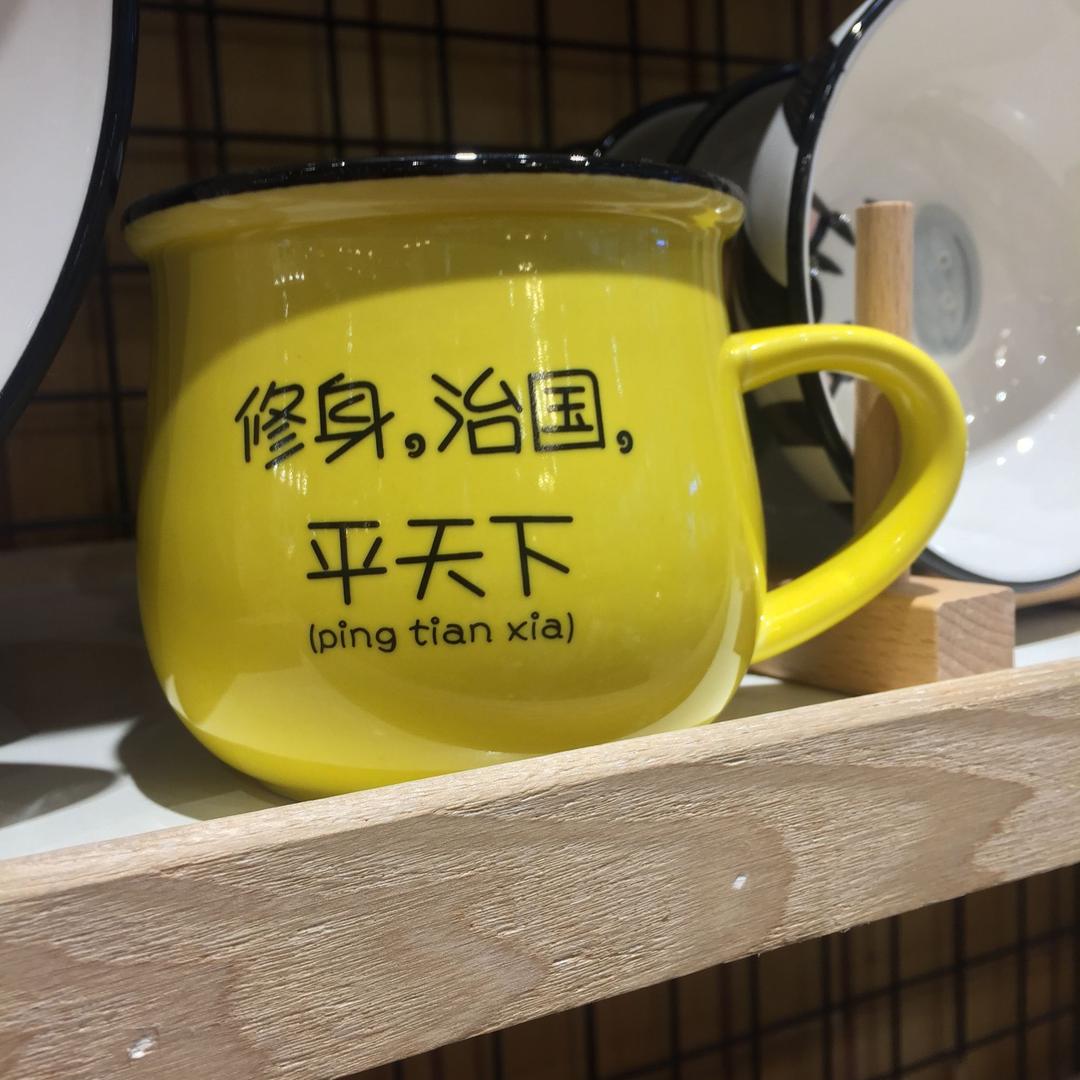 修身,治国,
平天下
(ping tian xia)